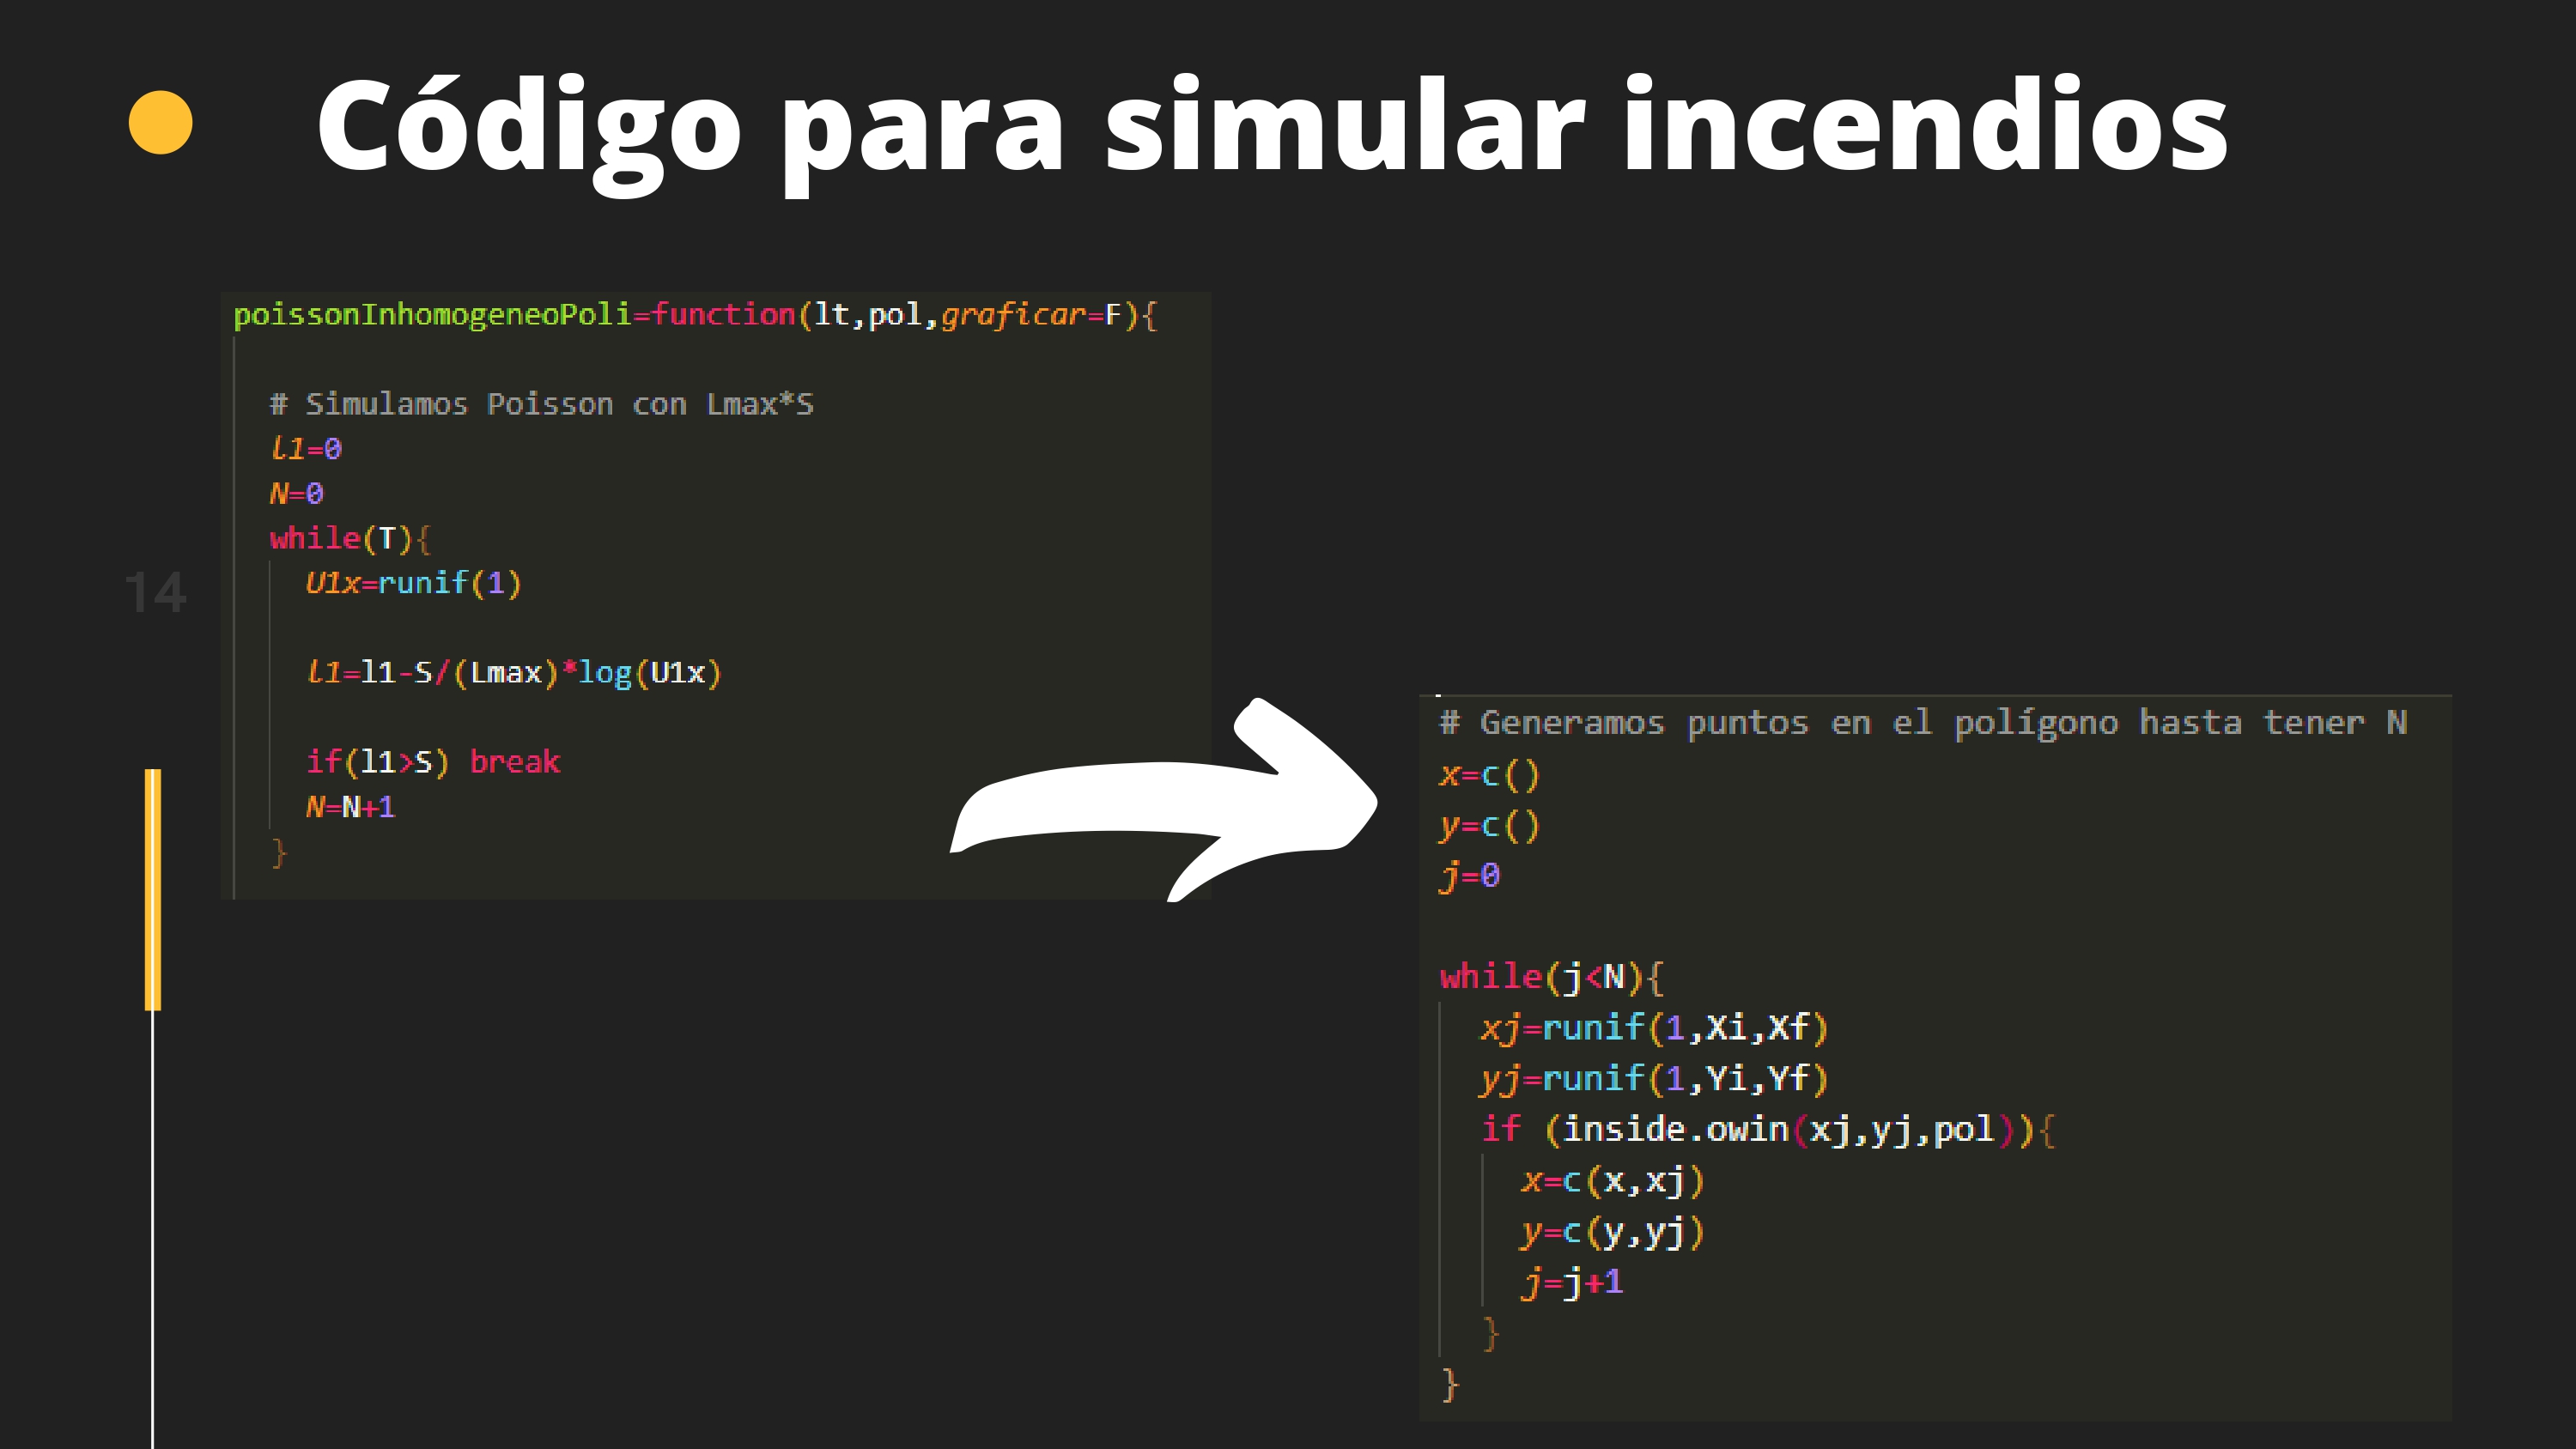 Código para simular incendios
poissonInhomogeneoPoli=function(lt,pol,graficar=F){
# Simulamos Poisson con Lmax*S
l1=0
N=0
while(T){
U1x=runif(1)
l1=l1-S/(Lmax)*log(U1x)
if(l1>S) break
N=N+1
}
14
# Generamos puntos en el polígono hasta tener N
x=c()
y=c()
j=0
while(j<N){
xj=runif(1,Xi,Xf)
yj=runif(1,Yi,Yf)
if (inside.owin(xj,yj,pol)){
x=c(x,xj)
y=c(y,yj)
j=j+1
}
}